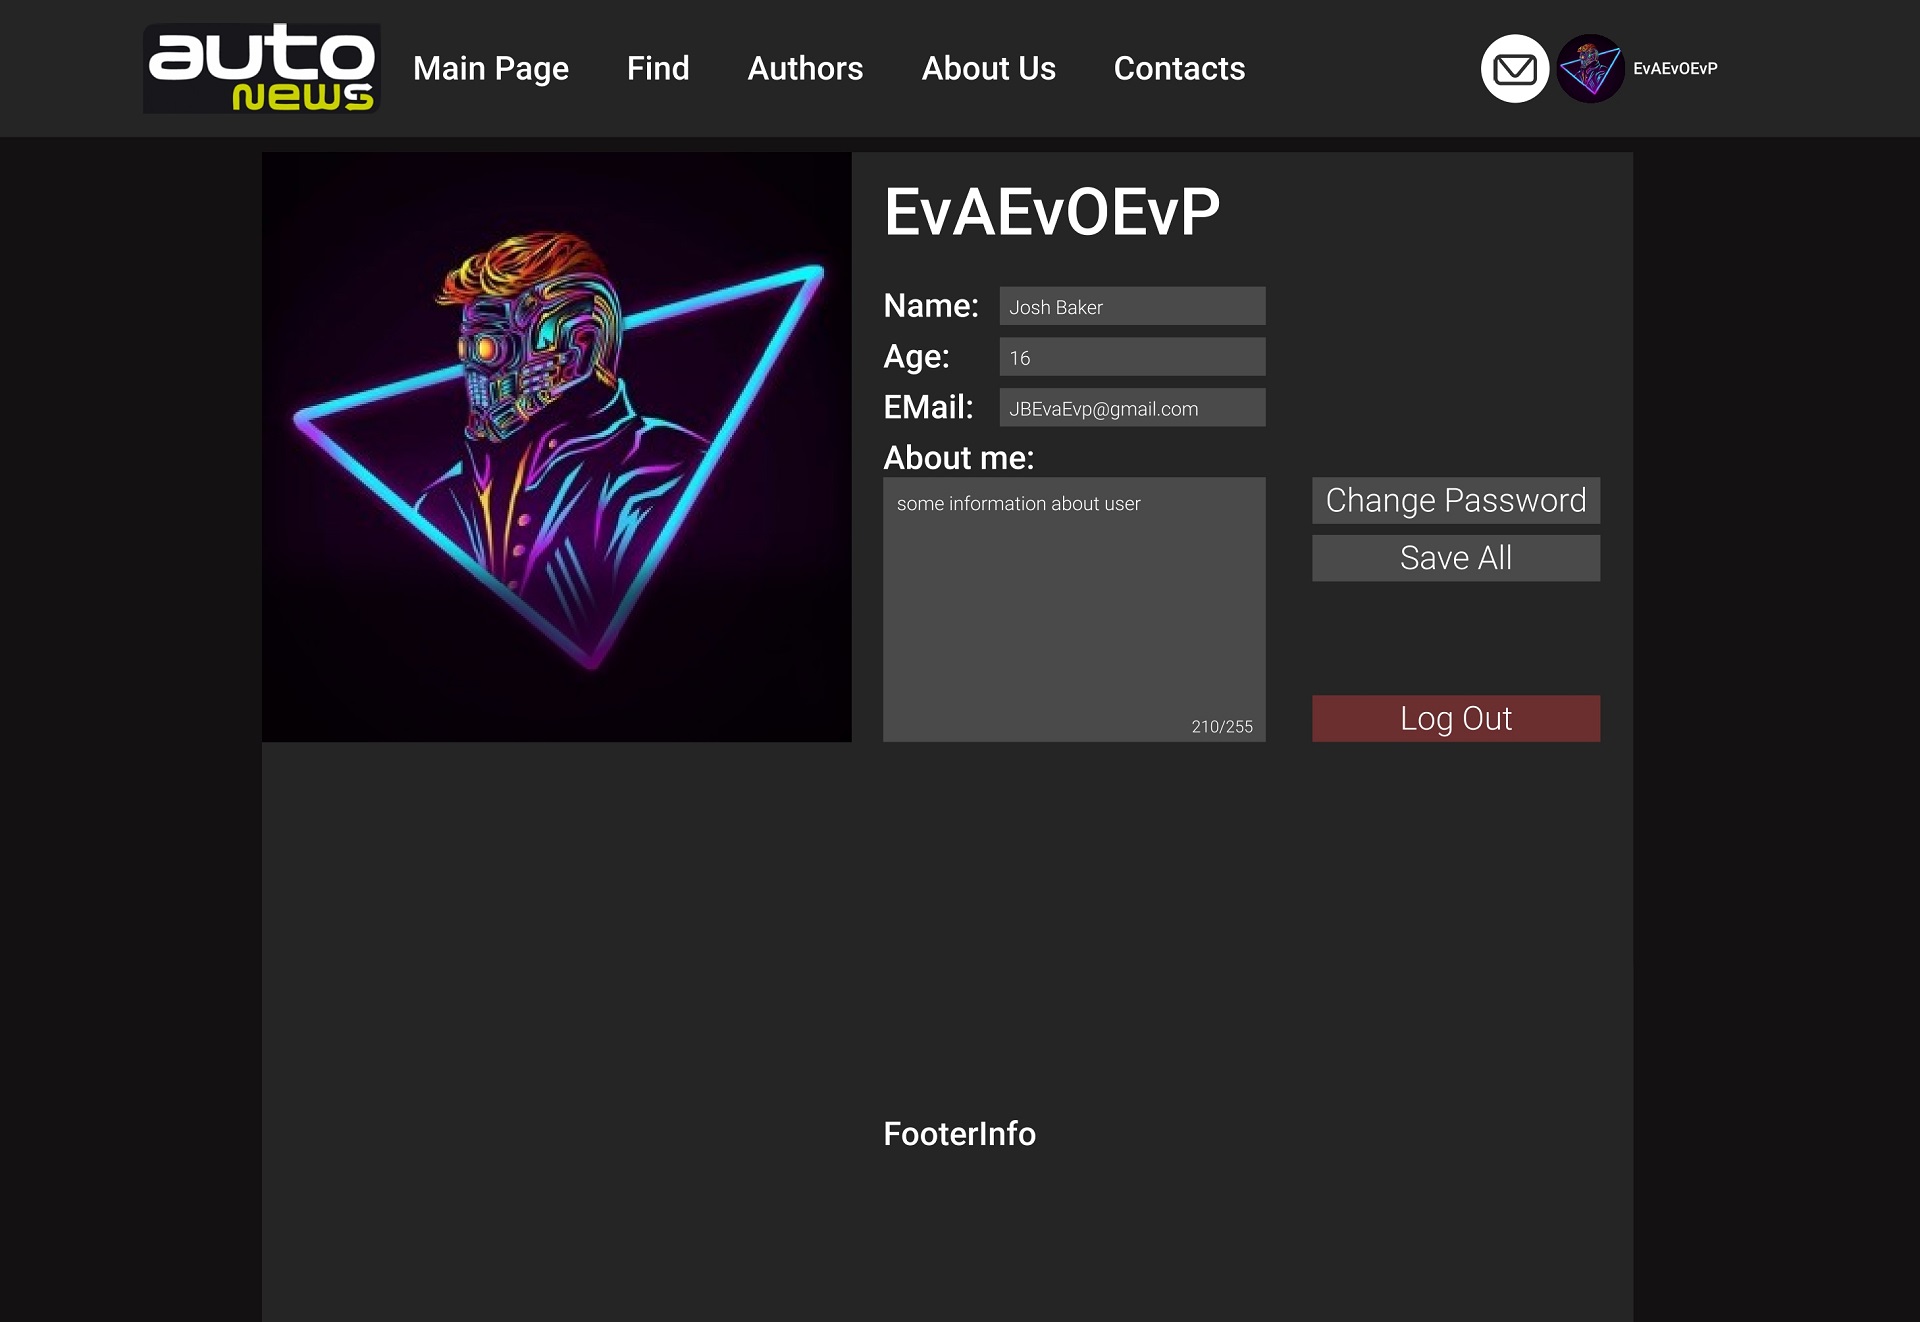 auto
news
Main Page Find Authors About Us Contacts EvAEvOEvP
EvAEvOEvP
Name: Josh Baker
Age: 16
EMail: JBEvaEvp@gmail.com
About me:
some information about user
210/255
Change Password
Save All
Log Out
FooterInfo